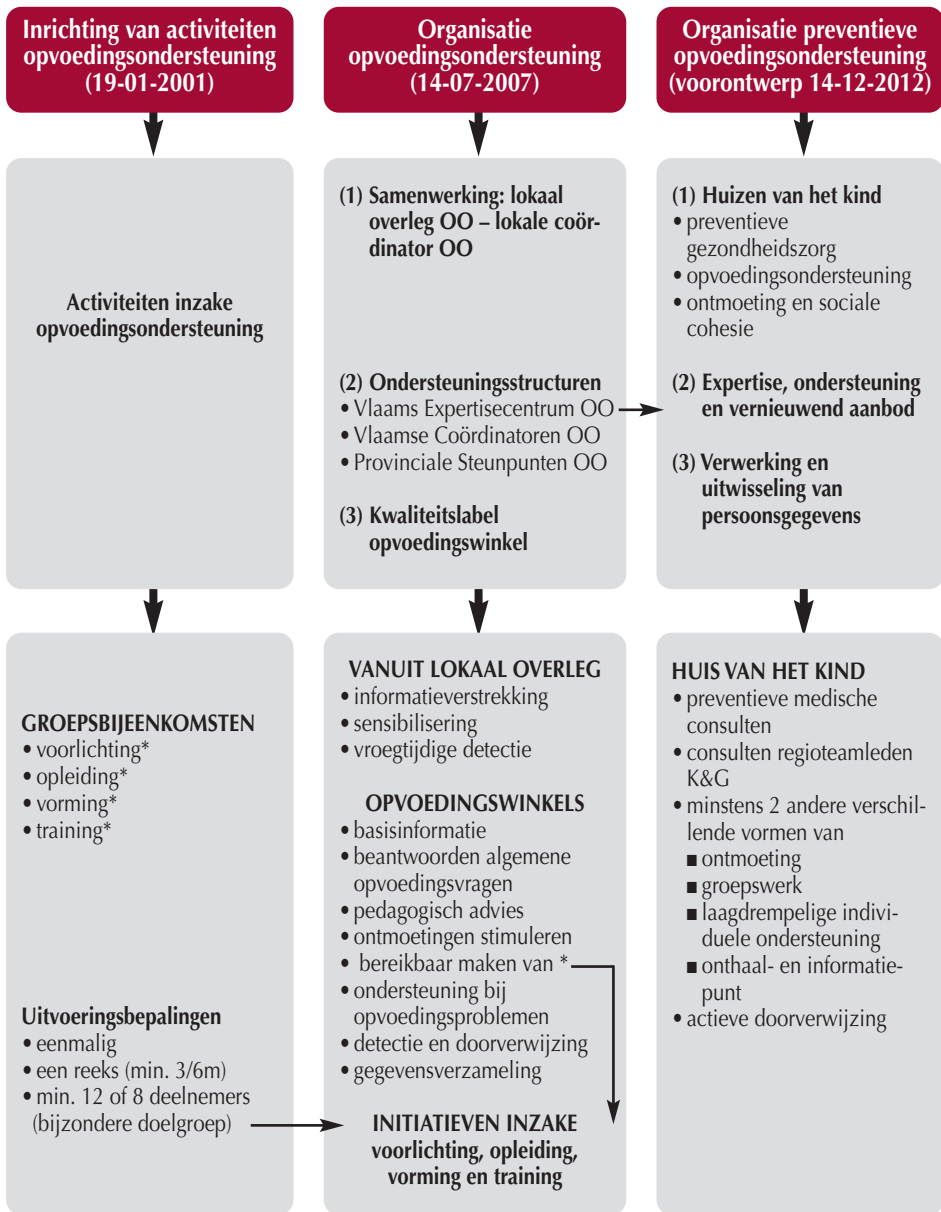 Inrichting van activiteiten
opvoedingsondersteuning
(19-01-2001)
Activiteiten inzake
opvoedingsondersteuning
GROEPSBIJEENKOMSTEN
• voorlichting*
• opleiding*
• vorming*
• training*
Uitvoeringsbepalingen
• eenmalig
• een reeks (min. 3/6m)
• min. 12 of 8 deelnemers
(bijzondere doelgroep)
Organisatie
opvoedingsondersteuning
(14-07-2007)
(1) Samenwerking: lokaal
overleg OO – lokale coör-
dinator OO
(2) Ondersteuningsstructuren
• Vlaams Expertisecentrum OO
• Vlaamse Coördinatoren OO
• Provinciale Steunpunten OO
(3) Kwaliteitslabel
opvoedingswinkel
VANUIT LOKAAL OVERLEG
• informatieverstrekking
• sensibilisering
• vroegtijdige detectie
OPVOEDINGSWINKELS
• basisinformatie
• beantwoorden algemene
opvoedingsvragen
• pedagogisch advies
• ontmoetingen stimuleren
• bereikbaar maken van *
• ondersteuning bij
opvoedingsproblemen
• detectie en doorverwijzing
• gegevensverzameling
INITIATIEVEN INZAKE
voorlichting, opleiding,
vorming en training
Organisatie preventieve
opvoedingsondersteuning
(voorontwerp 14-12-2012)
(1) Huizen van het kind
• preventieve
gezondheidszorg
• opvoedingsondersteuning
• ontmoeting en sociale
cohesie
(2) Expertise, ondersteuning
en vernieuwend aanbod
(3) Verwerking en
uitwisseling van
persoonsgegevens
HUIS VAN HET KIND
• preventieve medische
consulten
• consulten regioteamleden
K&G
• minstens 2 andere verschil-
lende vormen van
■ ontmoeting
■ groepswerk
■ laagdrempelige indivi-
duele ondersteuning
■ onthaal- en informatie-
punt
• actieve doorverwijzing